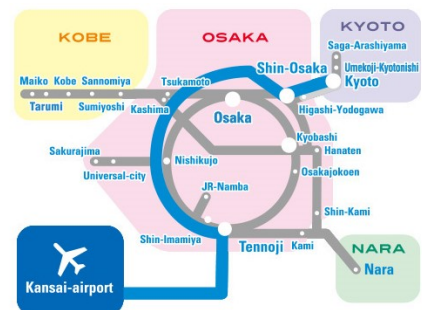 KOBE
OSAKA
KYOTO
Saga-Arashiyama
Shin-Osaka
Umekoji-Kyotonishi
Kyoto
Maiko Kobe Sannomiya
Tsukamoto
Tarumi Sumiyoshi
Kashima
Osaka
Higashi-Yodogawa
Kyobashi
Sakurajima
Nishikujo
Hanaten
Universal-city
Osakajokoen
JR-Namba
Shin-Kami
Shin-Imamiya
Tennoji
Kami
NARA
Nara
Kansai-airport